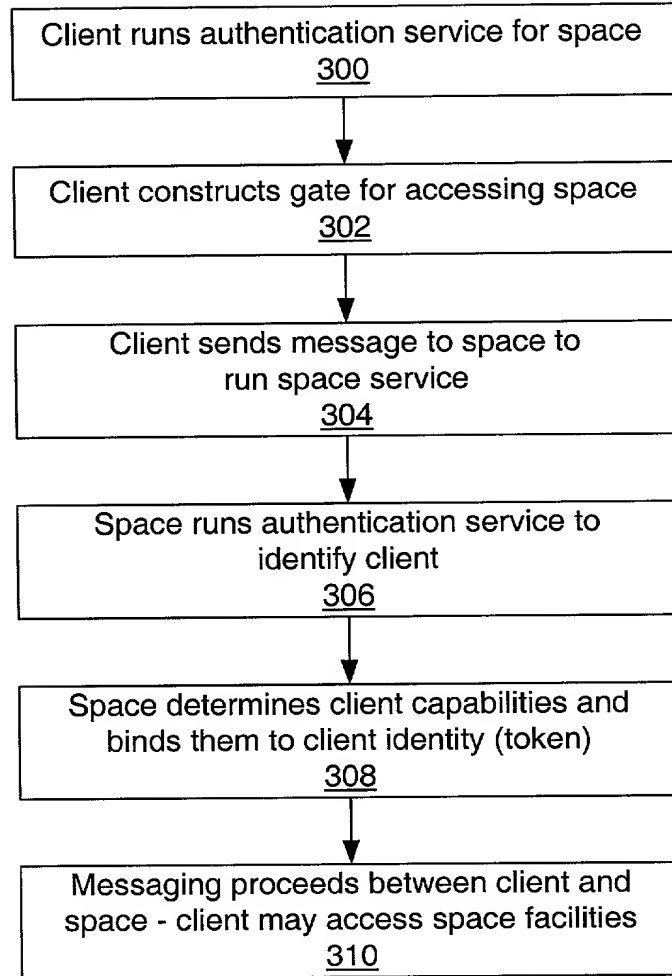 Client runs authentication service for space
300
Client constructs gate for accessing space
302
Client sends message to space to
run space service
304
Space runs authentication service to
identify client
306
Space determines client capabilities and
binds them to client identity (token)
308
Messaging proceeds between client and
space - client may access space facilities
310